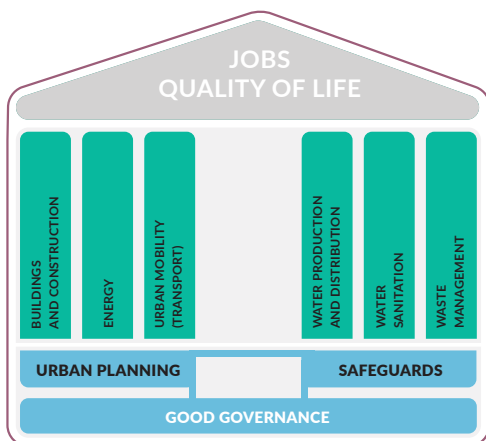 JOBS
QUALITY OF LIFE
BUILDINGS
AND CONSTRUCTION
ENERGY
URBAN MOBILITY
(TRANSPORT)
WATER PRODUCTION
AND DISTRIBUTION
WATER
SANITATION
WASTE
MANAGEMENT
URBAN PLANNING
SAFEGUARDS
GOOD GOVERNANCE